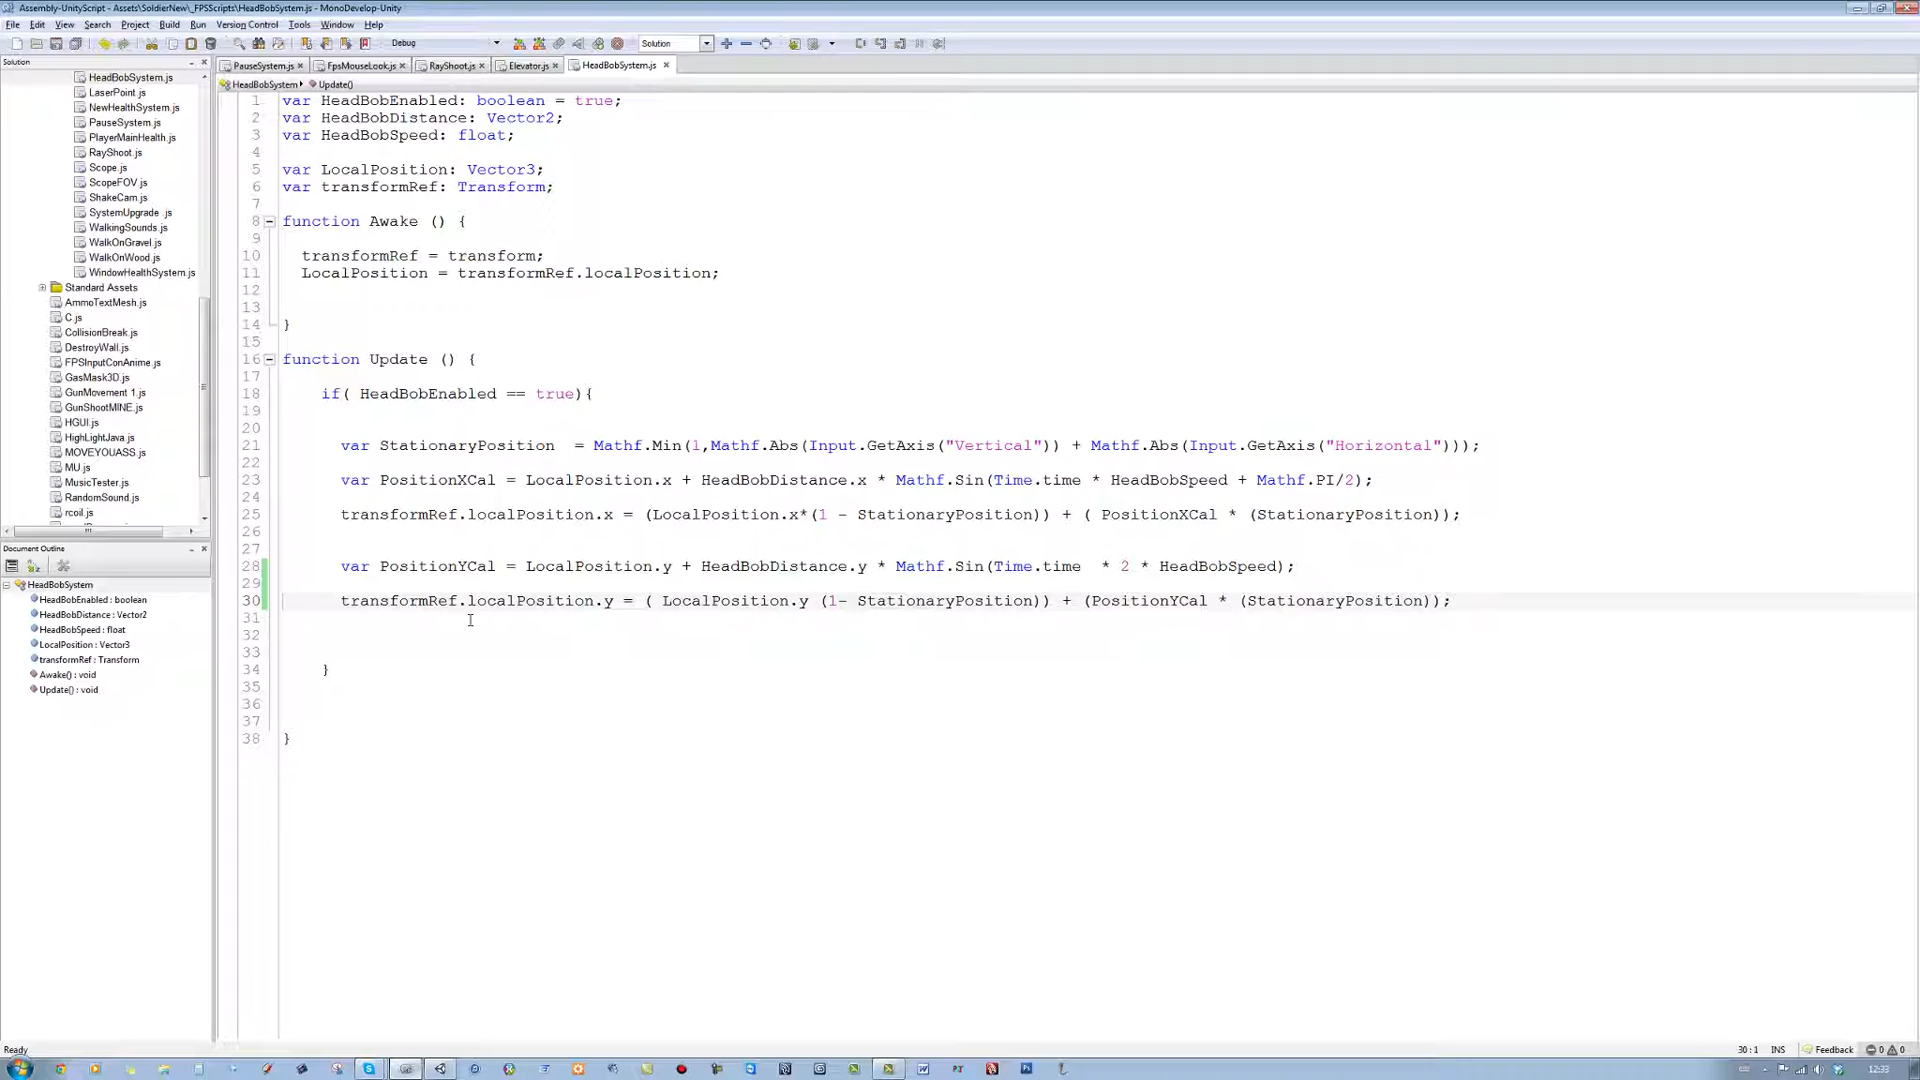 Assembly-UnityScript - Assets\SoldierNew\_FPSScripts\HeadBobSystem.js - MonoDevelop-Unity
File Edit View Search Project Build Run Version Control Tools Window Help
Debug Solution
Solution
PauseSystem.js FpsMouseLook.js RayShoot.js Elevator.js HeadBobSystem.js
HeadBobSystem Update()
HeadBobSystem.js
LaserPoint.js
NewHealthSystem.js
PauseSystem.js
PlayerMainHealth.js
RayShoot.js
Scope.js
ScopeFOV.js
ShakeCam.js
SystemUpgrade .js
WalkingSounds.js
WalkOnGravel.js
WalkOnWood.js
WindowHealthSystem.js
Standard Assets
AmmoTextMesh.js
C.js
CollisionBreak.js
DestroyWall.js
FPSInputConAnime.js
GasMask3D.js
GunMovement 1.js
GunShootMINE.js
HGUI.js
HighLightJava.js
MOVEYOUASS.js
MU.js
MusicTester.js
RandomSound.js
rcoil.js
Document Outline
HeadBobSystem
HeadBobEnabled : boolean
HeadBobDistance : Vector2
HeadBobSpeed : float
LocalPosition : Vector3
transformRef : Transform
Awake() : void
Update() : void
1 var HeadBobEnabled: boolean = true;
2 var HeadBobDistance: Vector2;
3 var HeadBobSpeed: float;
4
5 var LocalPosition: Vector3;
6 var transformRef: Transform;
7
8 function Awake () {
9
10 transformRef = transform;
11 LocalPosition = transformRef.localPosition;
12
13
14 }
15
16 function Update () {
17
18 if( HeadBobEnabled == true){
19
20
21 var StationaryPosition  = Mathf.Min(1,Mathf.Abs(Input.GetAxis("Vertical")) + Mathf.Abs(Input.GetAxis("Horizontal")));
22
23 var PositionXCal = LocalPosition.x + HeadBobDistance.x * Mathf.Sin(Time.time * HeadBobSpeed + Mathf.PI/2);
24
25 transformRef.localPosition.x = (LocalPosition.x*(1 - StationaryPosition)) + ( PositionXCal * (StationaryPosition));
26
27
28 var PositionYCal = LocalPosition.y + HeadBobDistance.y * Mathf.Sin(Time.time  * 2 * HeadBobSpeed);
29
30 transformRef.localPosition.y = ( LocalPosition.y (1- StationaryPosition)) + (PositionYCal * (StationaryPosition));
31
32
33
34 }
35
36
37
38 }
Ready 30 : 1 INS Feedback 0 0
12:33